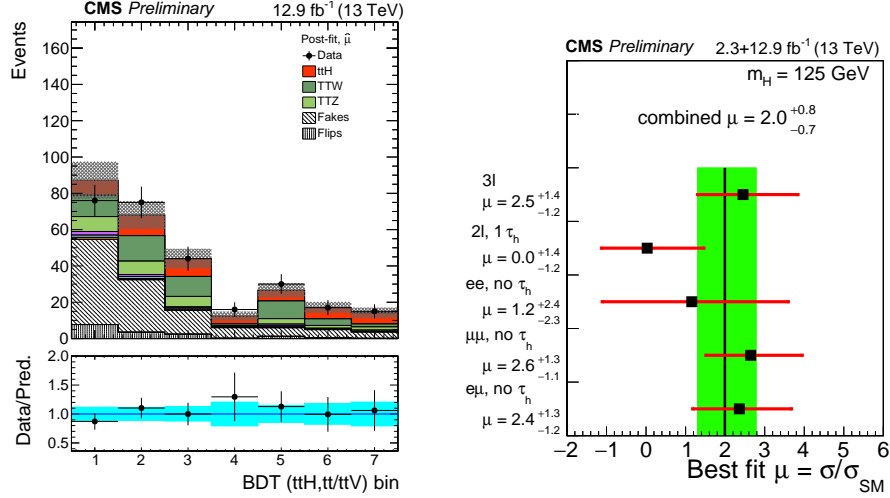 CMS Preliminary 12.9 fb⁻¹ (13 TeV)
Events
160
140
120
100
80
60
40
20
0
Post-fit, μ̂
Data
ttH
TTW
TTZ
Fakes
Flips
Data/Pred.
2.0
1.5
1.0
0.5
1 2 3 4 5 6 7
BDT (ttH,tt/ttV) bin
CMS Preliminary 2.3+12.9 fb⁻¹ (13 TeV)
m_H = 125 GeV
combined μ = 2.0 +0.8 −0.7
3l
μ = 2.5 +1.4 −1.2
2l, 1 τ_h
μ = 0.0 +1.4 −1.2
ee, no τ_h
μ = 1.2 +2.4 −2.3
μμ, no τ_h
μ = 2.6 +1.3 −1.1
eμ, no τ_h
μ = 2.4 +1.3 −1.2
−2 −1 0 1 2 3 4 5 6
Best fit μ = σ/σ_SM